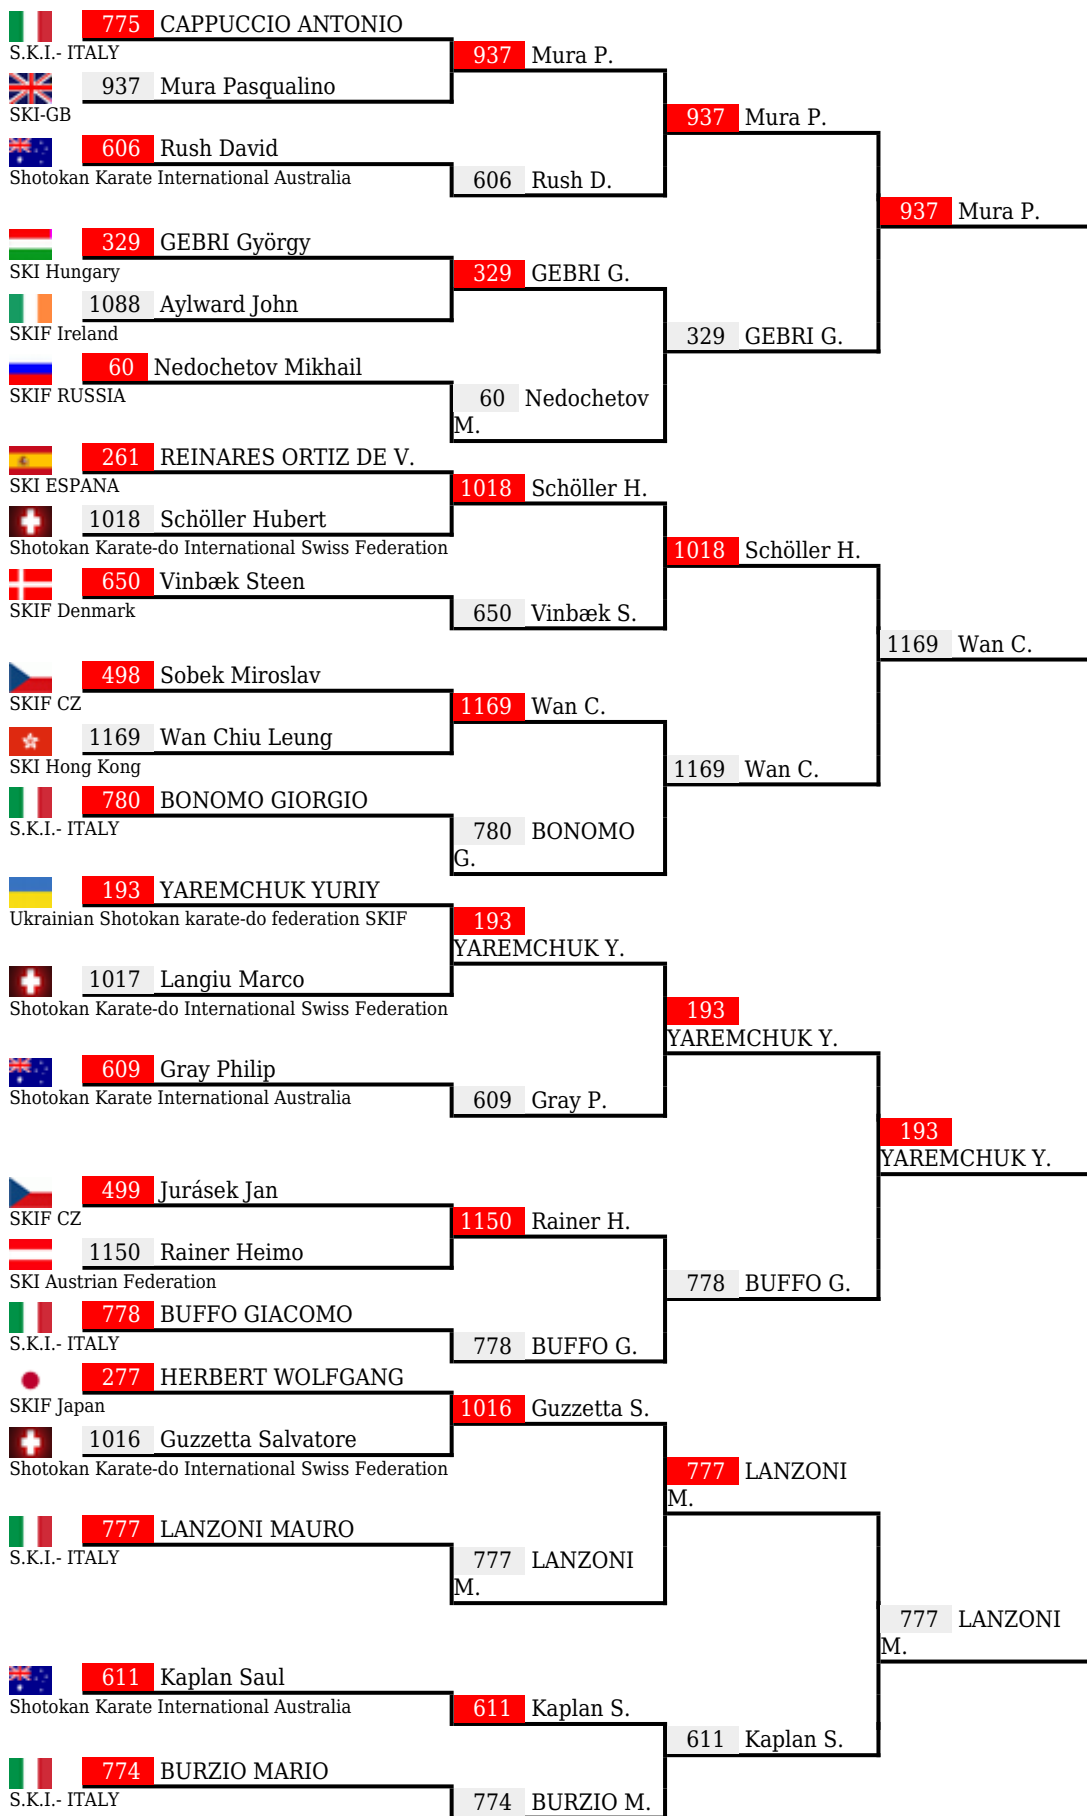 775 CAPPUCCIO ANTONIO
S.K.I.- ITALY
937 Mura P.
937 Mura Pasqualino
SKI-GB
937 Mura P.
606 Rush David
Shotokan Karate International Australia
606 Rush D.
937 Mura P.
329 GEBRI György
SKI Hungary
329 GEBRI G.
1088 Aylward John
SKIF Ireland
329 GEBRI G.
60 Nedochetov Mikhail
SKIF RUSSIA
60 Nedochetov
M.
261 REINARES ORTIZ DE V.
SKI ESPANA
1018 Schöller H.
1018 Schöller Hubert
Shotokan Karate-do International Swiss Federation
1018 Schöller H.
650 Vinbæk Steen
SKIF Denmark
650 Vinbæk S.
1169 Wan C.
498 Sobek Miroslav
SKIF CZ
1169 Wan C.
1169 Wan Chiu Leung
SKI Hong Kong
1169 Wan C.
780 BONOMO GIORGIO
S.K.I.- ITALY
780 BONOMO
G.
193 YAREMCHUK YURIY
Ukrainian Shotokan karate-do federation SKIF
193
YAREMCHUK Y.
1017 Langiu Marco
Shotokan Karate-do International Swiss Federation
193
YAREMCHUK Y.
609 Gray Philip
Shotokan Karate International Australia
609 Gray P.
193
YAREMCHUK Y.
499 Jurásek Jan
SKIF CZ
1150 Rainer H.
1150 Rainer Heimo
SKI Austrian Federation
778 BUFFO G.
778 BUFFO GIACOMO
S.K.I.- ITALY
778 BUFFO G.
277 HERBERT WOLFGANG
SKIF Japan
1016 Guzzetta S.
1016 Guzzetta Salvatore
Shotokan Karate-do International Swiss Federation
777 LANZONI
M.
777 LANZONI MAURO
S.K.I.- ITALY
777 LANZONI
M.
777 LANZONI
M.
611 Kaplan Saul
Shotokan Karate International Australia
611 Kaplan S.
611 Kaplan S.
774 BURZIO MARIO
S.K.I.- ITALY
774 BURZIO M.